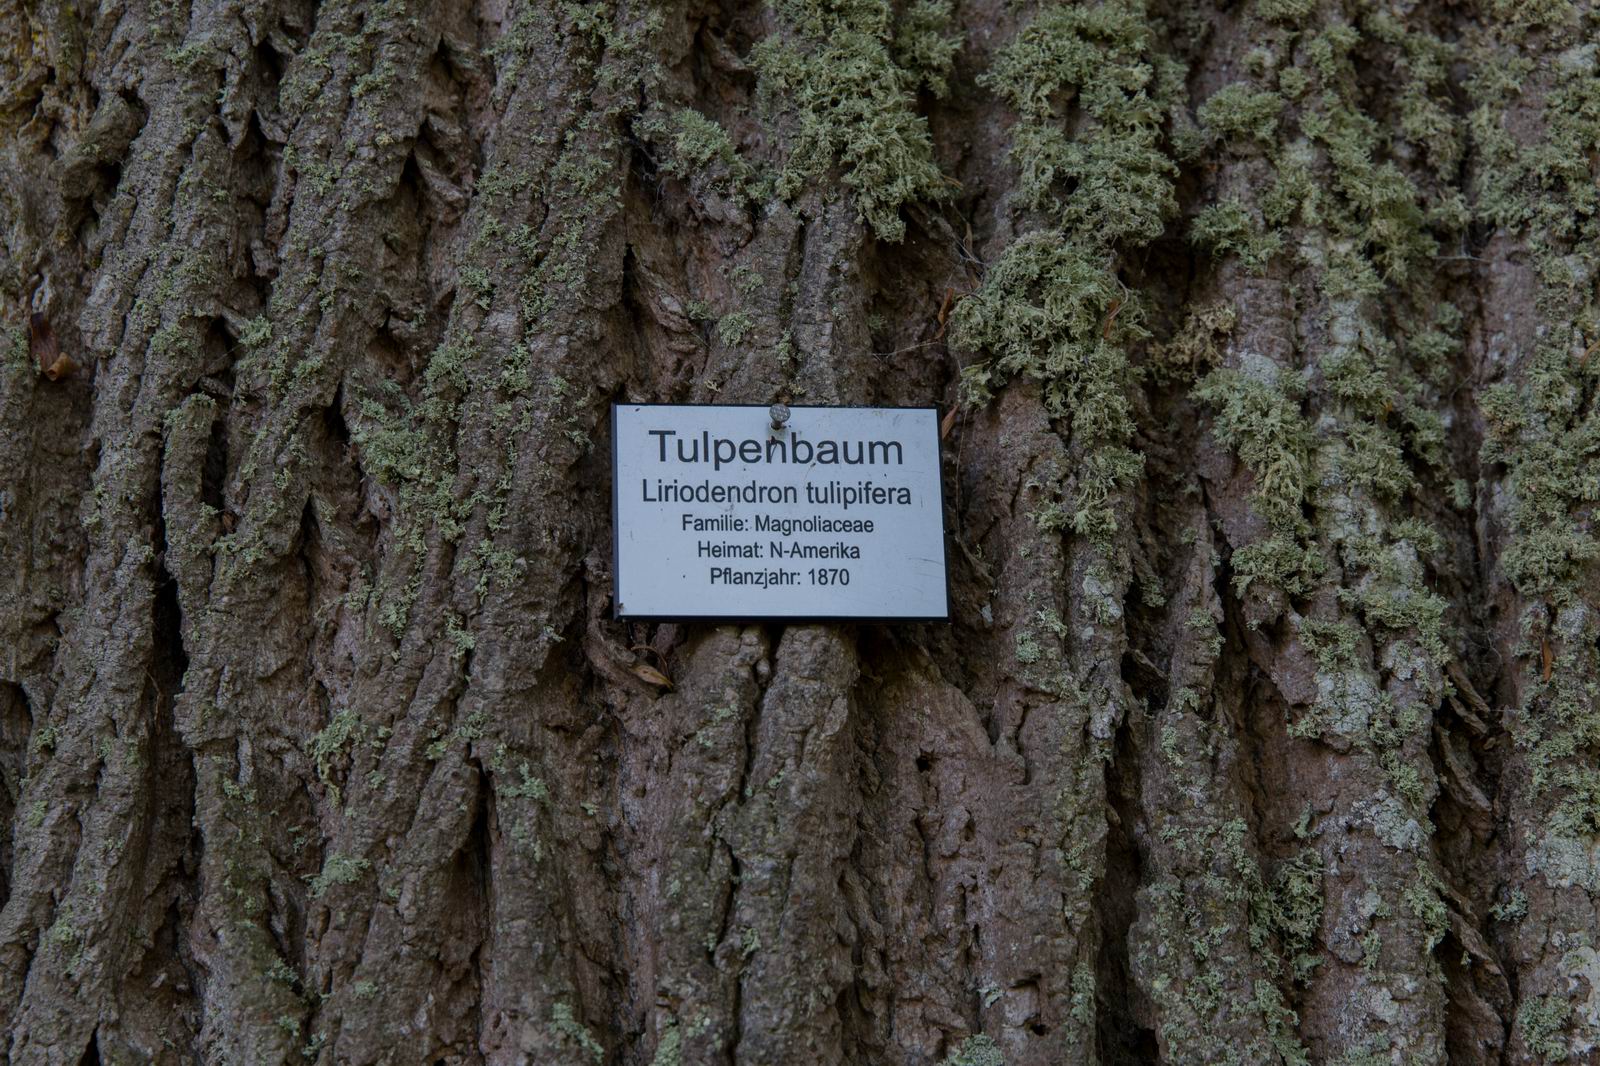 Tulpenbaum
Liriodendron tulipifera
Familie: Magnoliaceae
Heimat: N-Amerika
Pflanzjahr: 1870